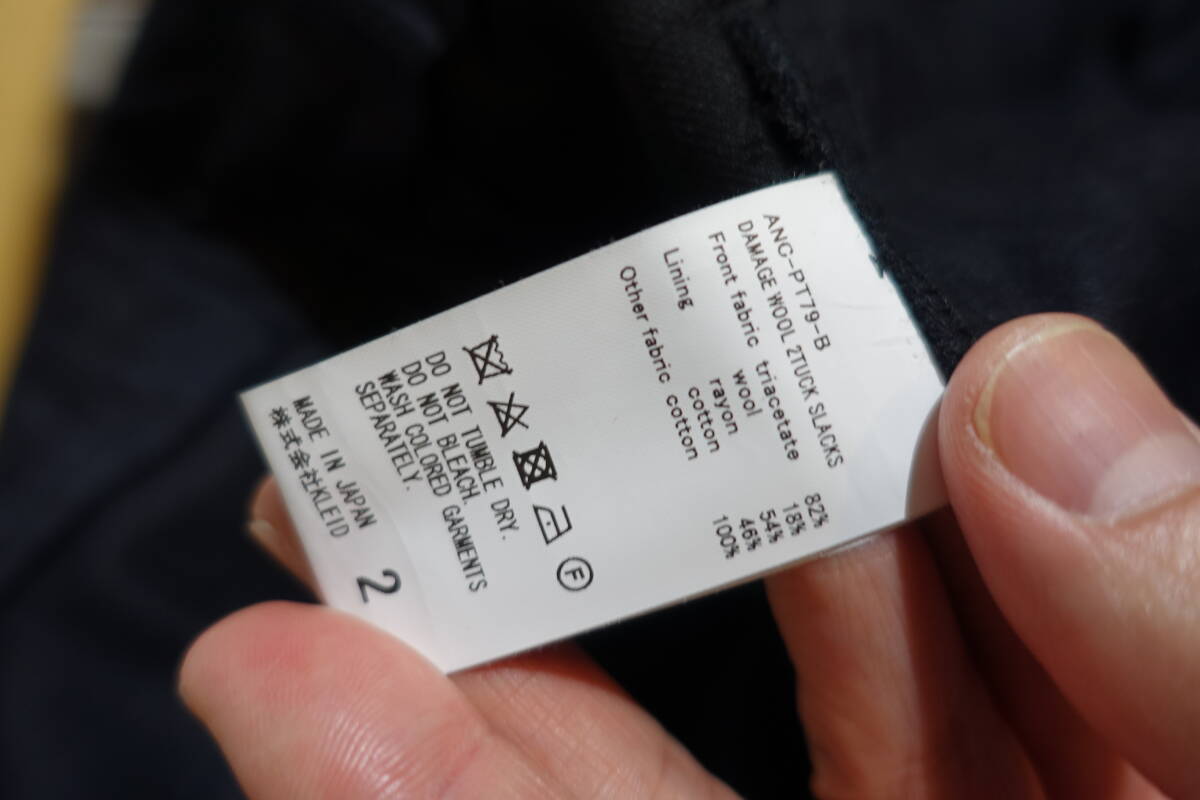 ANC-PT79-B
DAMAGE WOOL 2TUCK SLACKS
Front fabric triacetate 82%
wool 18%
Lining rayon 54%
cotton 46%
Other fabric cotton 100%
F
DO NOT TUMBLE DRY.
DO NOT BLEACH.
WASH COLORED GARMENTS
SEPARATELY.
MADE IN JAPAN
株式会社KLEID
2